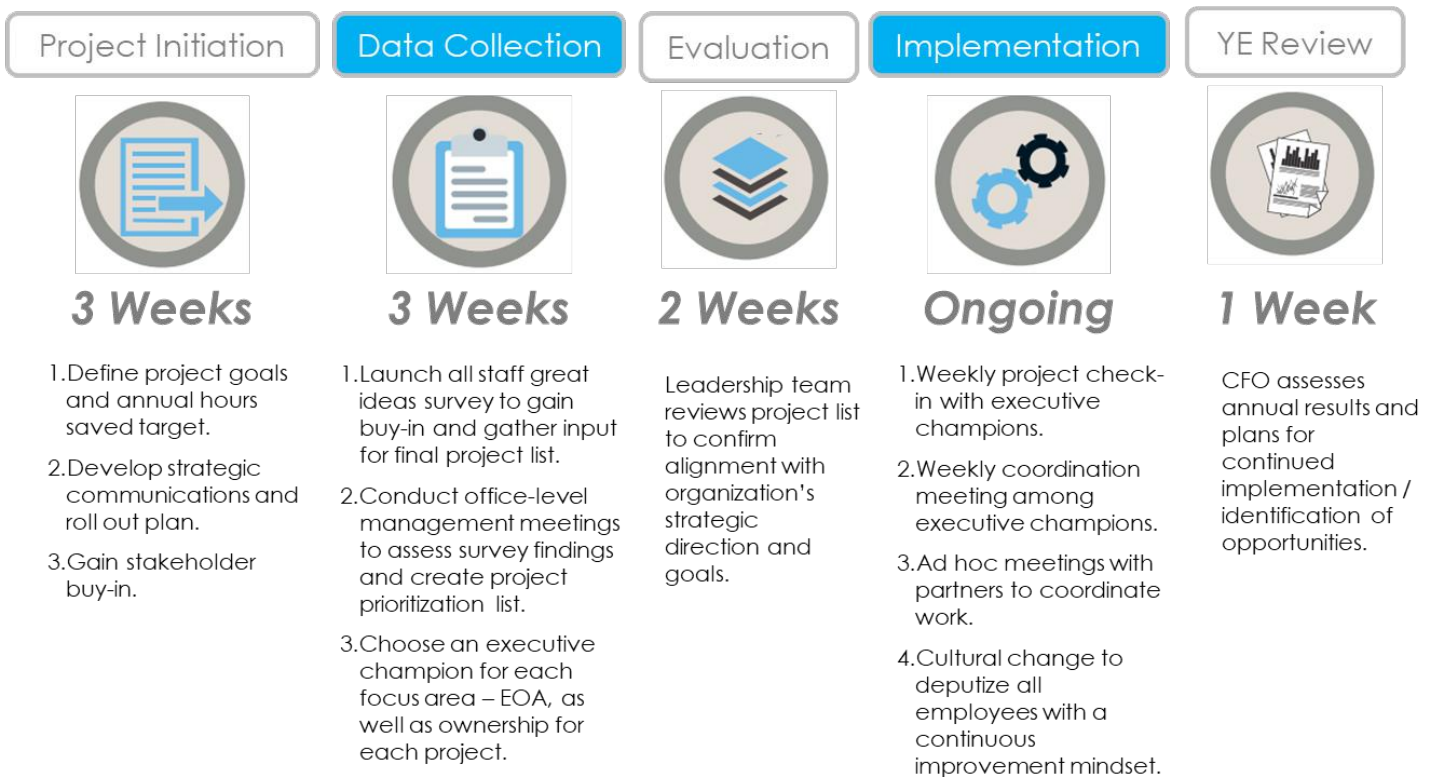 Project Initiation
Data Collection
Evaluation
Implementation
YE Review
3 Weeks
3 Weeks
2 Weeks
Ongoing
1 Week
1.Define project goals
and annual hours
saved target.
2.Develop strategic
communications and
roll out plan.
3.Gain stakeholder
buy-in.
1.Launch all staff great
ideas survey to gain
buy-in and gather input
for final project list.
2.Conduct office-level
management meetings
to assess survey findings
and create project
prioritization list.
3.Choose an executive
champion for each
focus area – EOA, as
well as ownership for
each project.
Leadership team
reviews project list
to confirm
alignment with
organization’s
strategic
direction and
goals.
1.Weekly project check-
in with executive
champions.
2.Weekly coordination
meeting among
executive champions.
3.Ad hoc meetings with
partners to coordinate
work.
4.Cultural change to
deputize all
employees with a
continuous
improvement mindset.
CFO assesses
annual results and
plans for
continued
implementation /
identification of
opportunities.